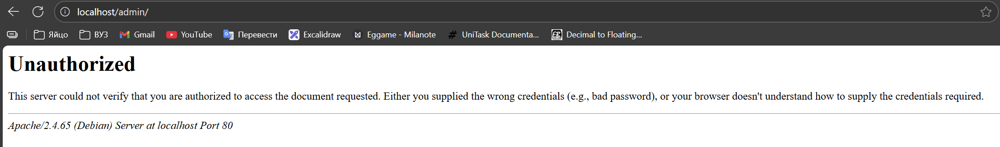 localhost/admin/
Яйцо ВУЗ Gmail YouTube Перевести Excalidraw Eggame - Milanote UniTask Documenta... Decimal to Floating...
Unauthorized
This server could not verify that you are authorized to access the document requested. Either you supplied the wrong credentials (e.g., bad password), or your browser doesn't understand how to supply the credentials required.
Apache/2.4.65 (Debian) Server at localhost Port 80